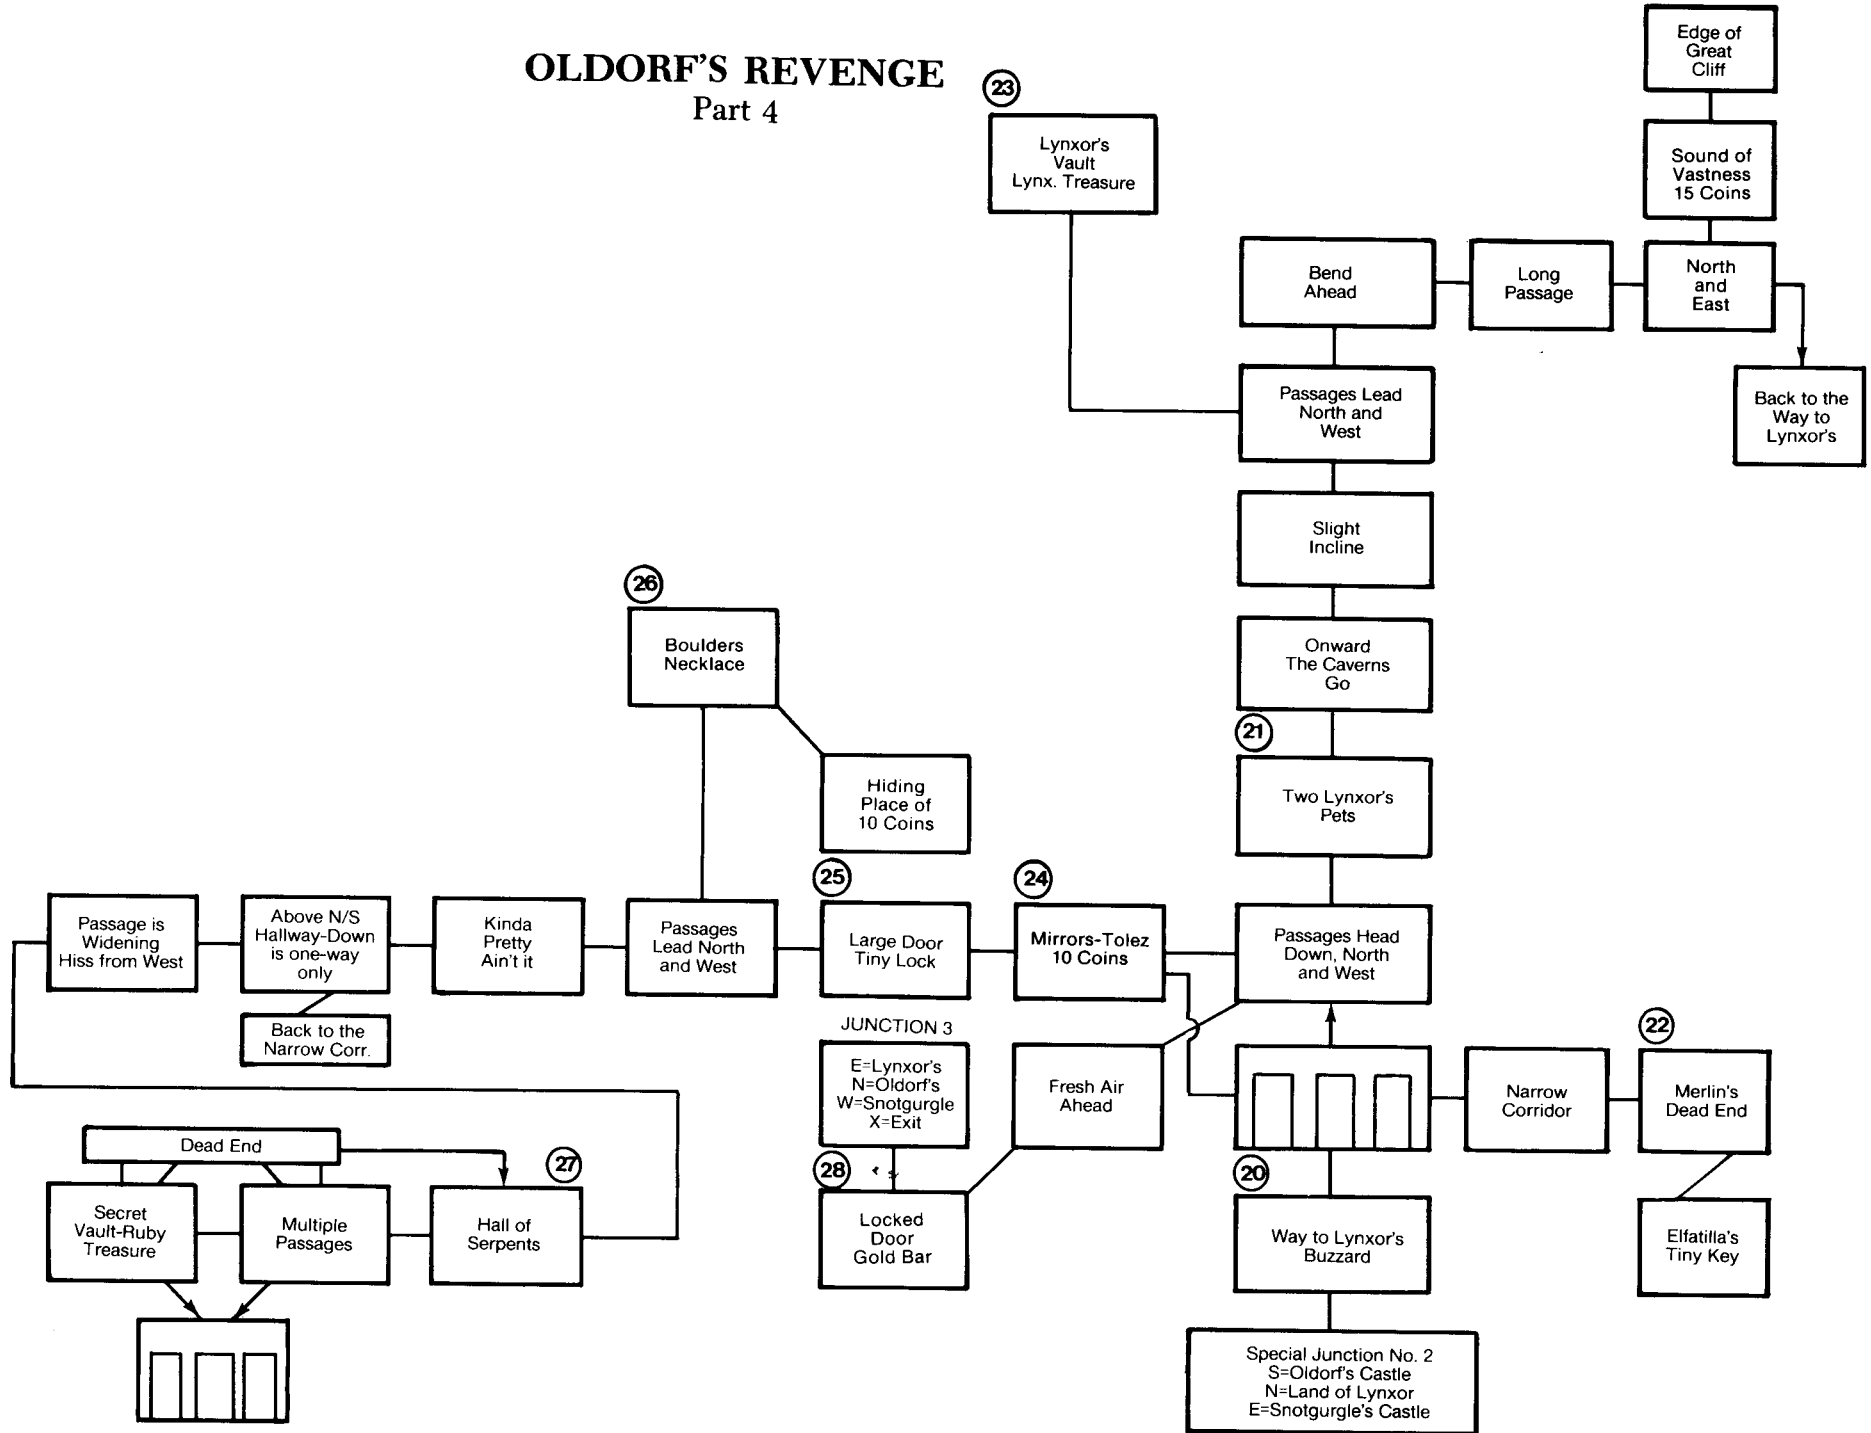 OLDORF'S REVENGE
Part 4
Edge of
Great
Cliff
23
Lynxor's
Vault
Lynx. Treasure
Sound of
Vastness
15 Coins
Bend
Ahead
Long
Passage
North
and
East
Passages Lead
North and
West
Back to the
Way to
Lynxor's
Slight
Incline
26
Boulders
Necklace
Onward
The Caverns
Go
21
Hiding
Place of
10 Coins
Two Lynxor's
Pets
25
24
Passage is
Widening
Hiss from West
Above N/S
Hallway-Down
is one-way
only
Kinda
Pretty
Ain't it
Passages
Lead North
and West
Large Door
Tiny Lock
Mirrors-Tolez
10 Coins
Passages Head
Down, North
and West
Back to the
Narrow Corr.
JUNCTION 3
E=Lynxor's
N=Oldorf's
W=Snotgurgle
X=Exit
Fresh Air
Ahead
Narrow
Corridor
22
Merlin's
Dead End
Dead End
27
28
20
Secret
Vault-Ruby
Treasure
Multiple
Passages
Hall of
Serpents
Locked
Door
Gold Bar
Way to Lynxor's
Buzzard
Elfatilla's
Tiny Key
Special Junction No. 2
S=Oldorf's Castle
N=Land of Lynxor
E=Snotgurgle's Castle